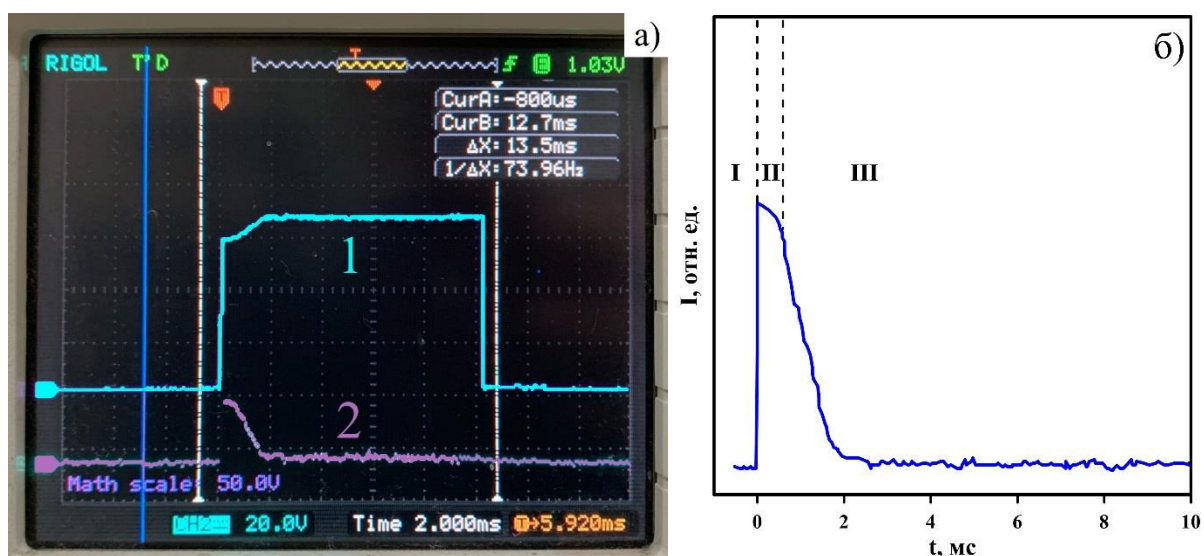 а)
RIGOL T'D 1.03V
T
T
CurA: -800us
CurB: 12.7ms
ΔX: 13.5ms
1/ΔX: 73.96Hz
1
2
Math scale: 50.0V
CH2 20.0V Time 2.000ms T→5.920ms
б)
I II III
I, отн. ед.
0 2 4 6 8 10
t, мс